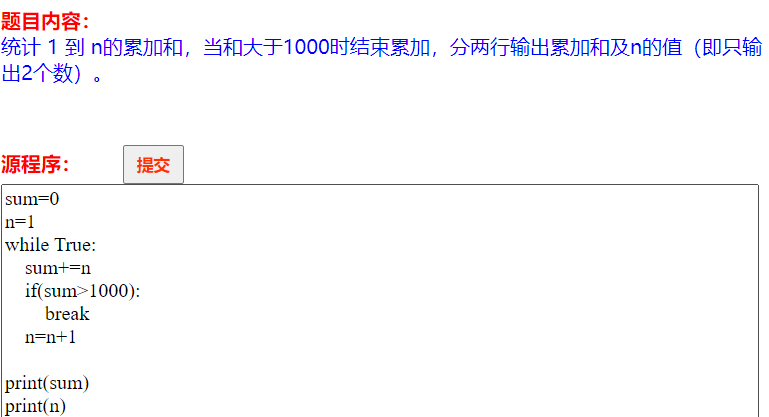 题目内容：
统计 1 到 n的累加和，当和大于1000时结束累加，分两行输出累加和及n的值（即只输
出2个数）。
源程序： 提交
sum=0
n=1
while True:
    sum+=n
    if(sum>1000):
        break
    n=n+1

print(sum)
print(n)